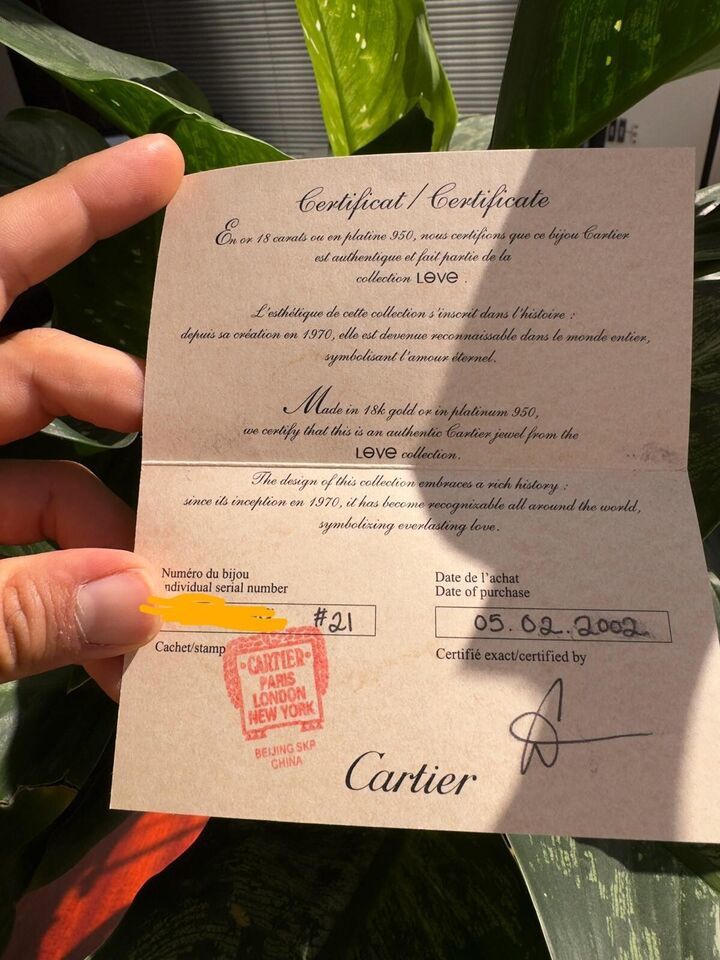 Certificat / Certificate
En or 18 carats ou en platine 950, nous certifions que ce bijou Cartier
est authentique et fait partie de la
collection LOVE .
L'esthétique de cette collection s'inscrit dans l'histoire :
depuis sa création en 1970, elle est devenue reconnaissable dans le monde entier,
symbolisant l'amour éternel.
Made in 18k gold or in platinum 950,
we certify that this is an authentic Cartier jewel from the
LOVE collection.
The design of this collection embraces a rich history :
since its inception en 1970, it has become recognizable all around the world,
symbolizing everlasting love.
Numéro du bijou
individual serial number
#21
Cachet/stamp
CARTIER
PARIS
LONDON
NEW YORK
BEIJING SKP
CHINA
Date de l'achat
Date of purchase
05.02.2002
Certifié exact/certified by
Cartier